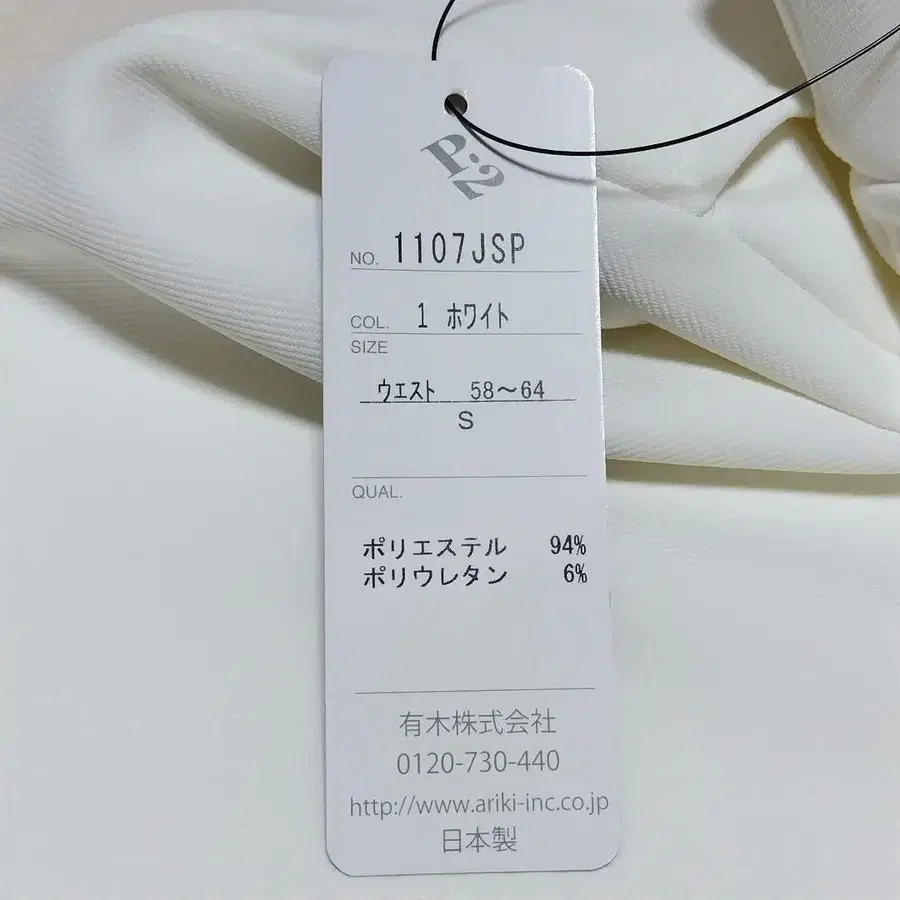 P.:2
NO. 1107JSP
COL. 1 ホワイト
SIZE
ウエスト 58～64
S
QUAL.
ポリエステル 94%
ポリウレタン 6%
有木株式会社
0120-730-440
http://www.ariki-inc.co.jp
日本製